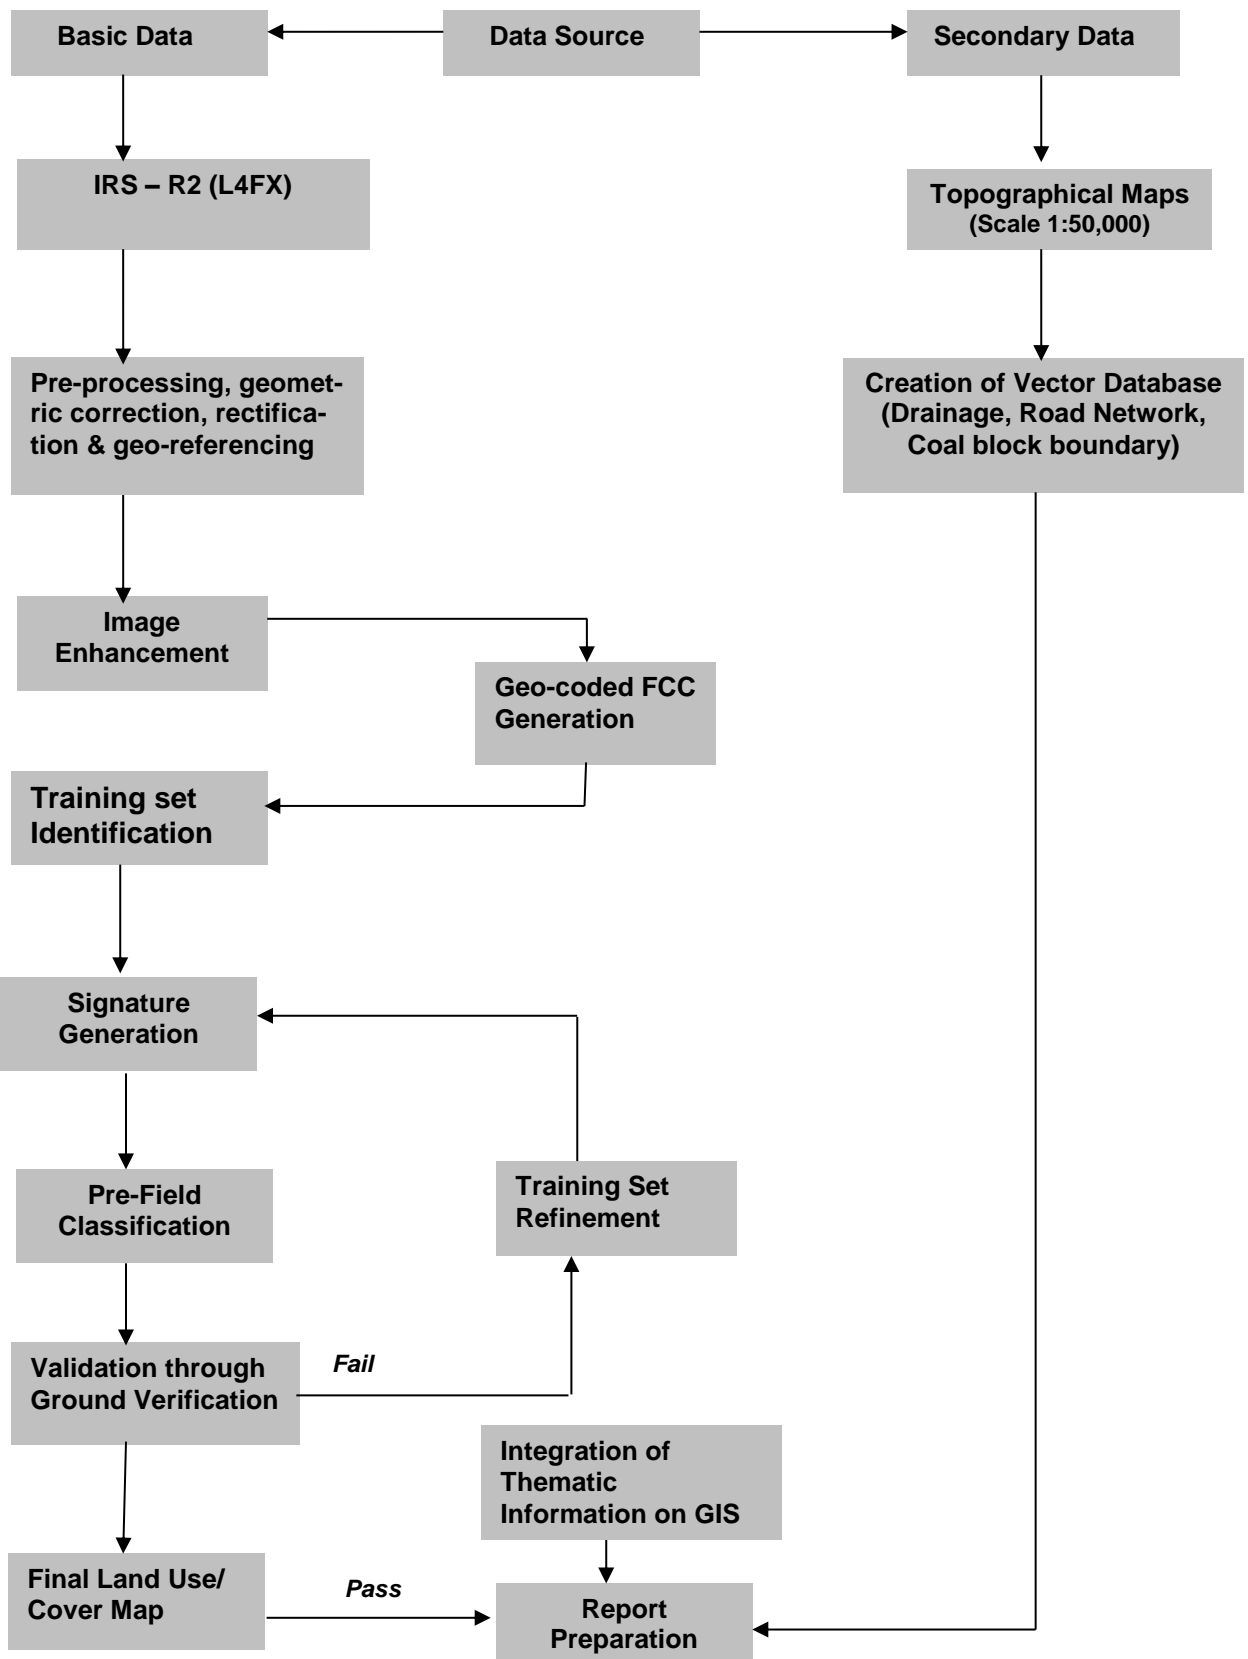 Basic Data
Data Source
Secondary Data
IRS – R2 (L4FX)
Topographical Maps
(Scale 1:50,000)
Pre-processing, geomet-
ric correction, rectifica-
tion & geo-referencing
Creation of Vector Database
(Drainage, Road Network,
Coal block boundary)
Image
Enhancement
Geo-coded FCC
Generation
Training set
Identification
Signature
Generation
Pre-Field
Classification
Training Set
Refinement
Validation through
Ground Verification
Fail
Integration of
Thematic
Information on GIS
Final Land Use/
Cover Map
Pass
Report
Preparation